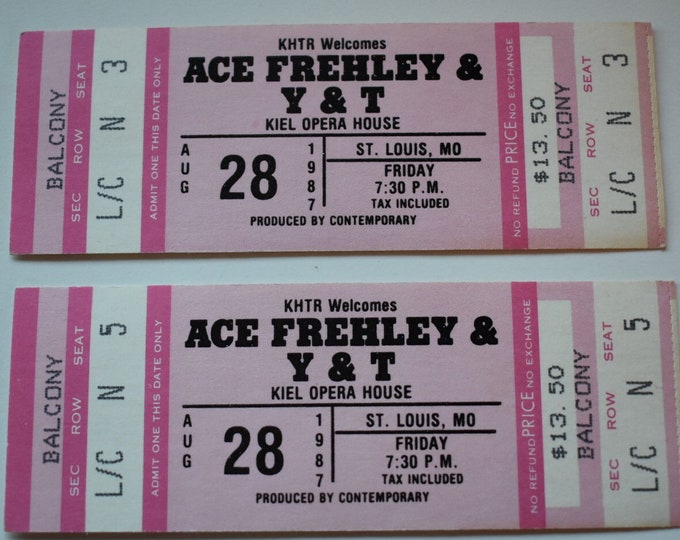 BALCONY
SEC ROW SEAT
L/C N 3
ADMIT ONE THIS DATE ONLY
KHTR Welcomes
ACE FREHLEY &
Y & T
KIEL OPERA HOUSE
AUG 28 1987
ST. LOUIS, MO
FRIDAY
7:30 P.M.
TAX INCLUDED
PRODUCED BY CONTEMPORARY
NO REFUND PRICE NO EXCHANGE
$13.50
BALCONY
SEC ROW SEAT
L/C N 3
BALCONY
SEC ROW SEAT
L/C N 5
ADMIT ONE THIS DATE ONLY
KHTR Welcomes
ACE FREHLEY &
Y & T
KIEL OPERA HOUSE
AUG 28 1987
ST. LOUIS, MO
FRIDAY
7:30 P.M.
TAX INCLUDED
PRODUCED BY CONTEMPORARY
NO REFUND PRICE NO EXCHANGE
$13.50
BALCONY
SEC ROW SEAT
L/C N 5